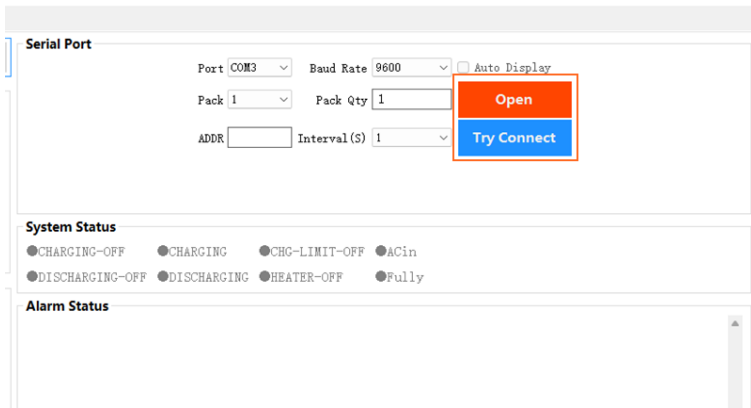 Serial Port
Port COM3 Baud Rate 9600 Auto Display
Pack 1 Pack Qty 1 Open
ADDR Interval(S) 1 Try Connect
System Status
CHARGING-OFF CHARGING CHG-LIMIT-OFF ACin
DISCHARGING-OFF DISCHARGING HEATER-OFF Fully
Alarm Status